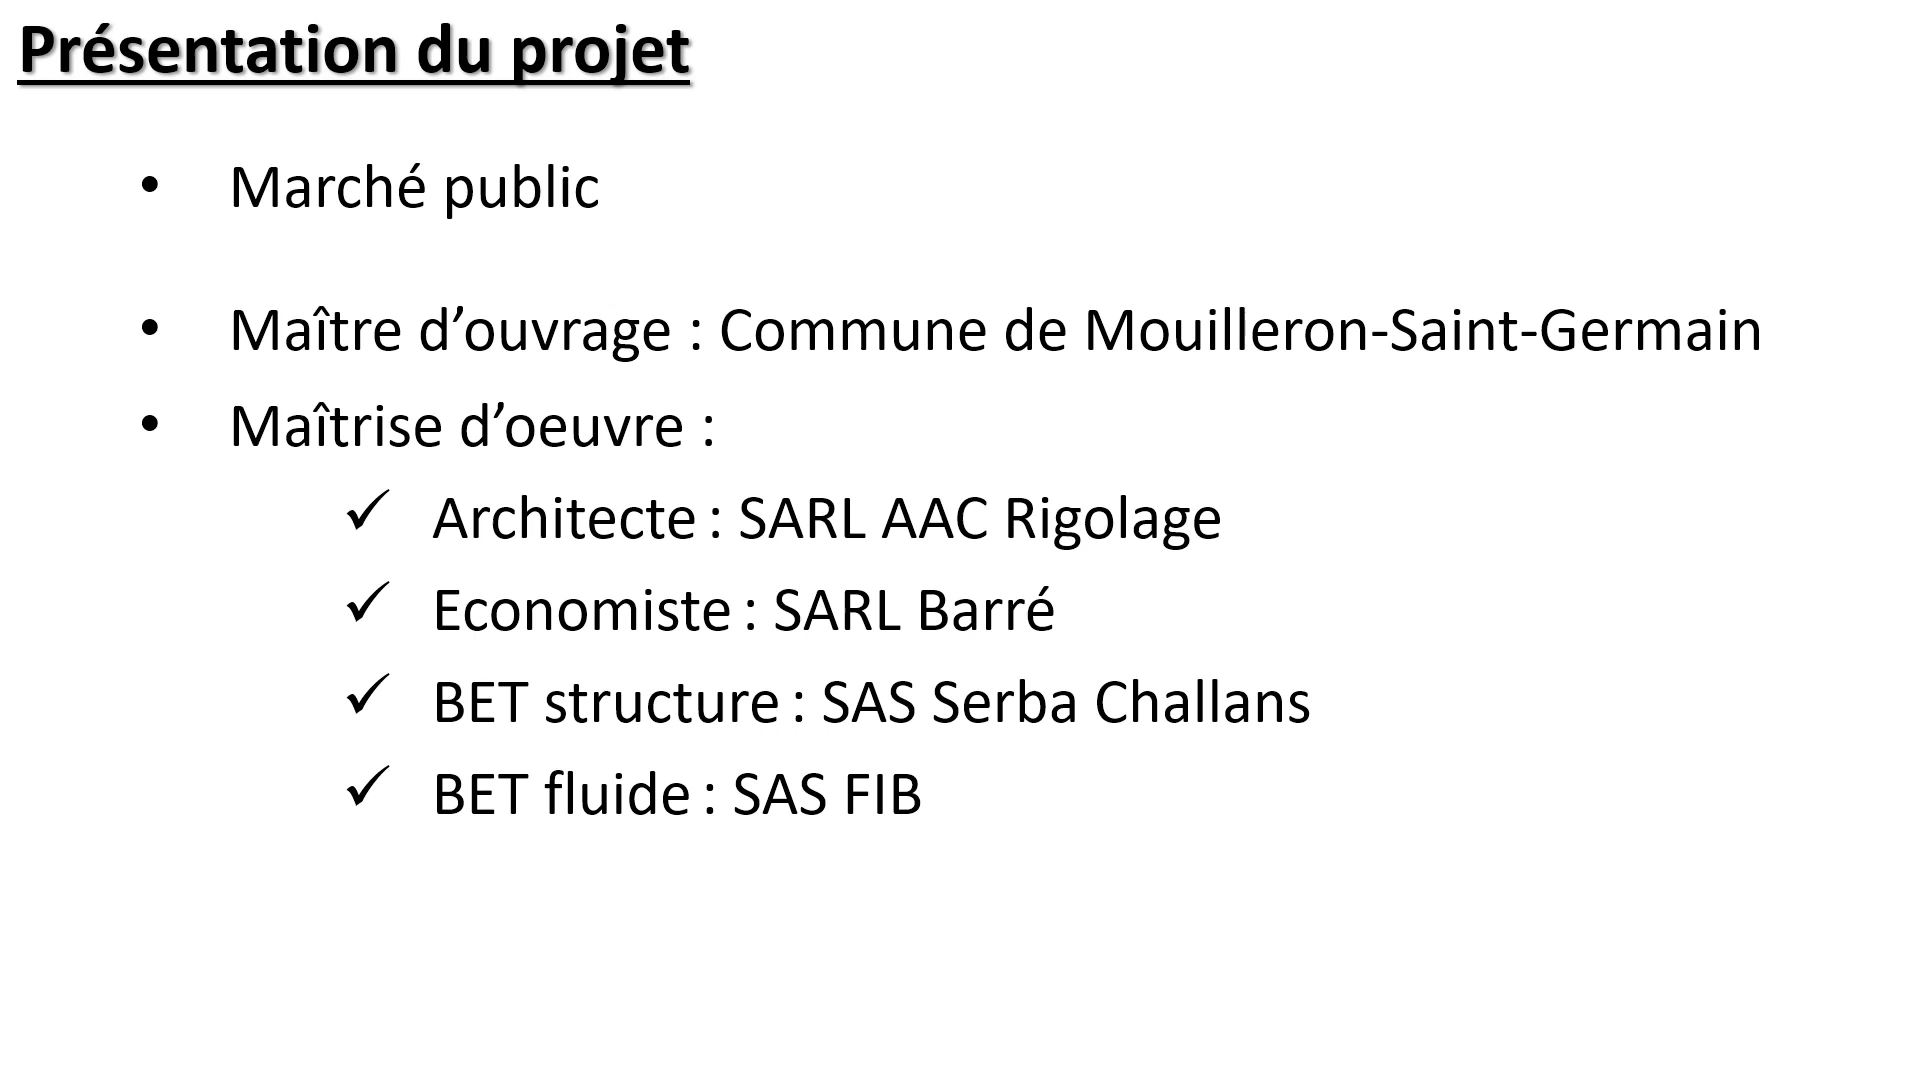 Présentation du projet
• Marché public
• Maître d’ouvrage : Commune de Mouilleron-Saint-Germain
• Maîtrise d’oeuvre :
✓ Architecte : SARL AAC Rigolage
✓ Economiste : SARL Barré
✓ BET structure : SAS Serba Challans
✓ BET fluide : SAS FIB